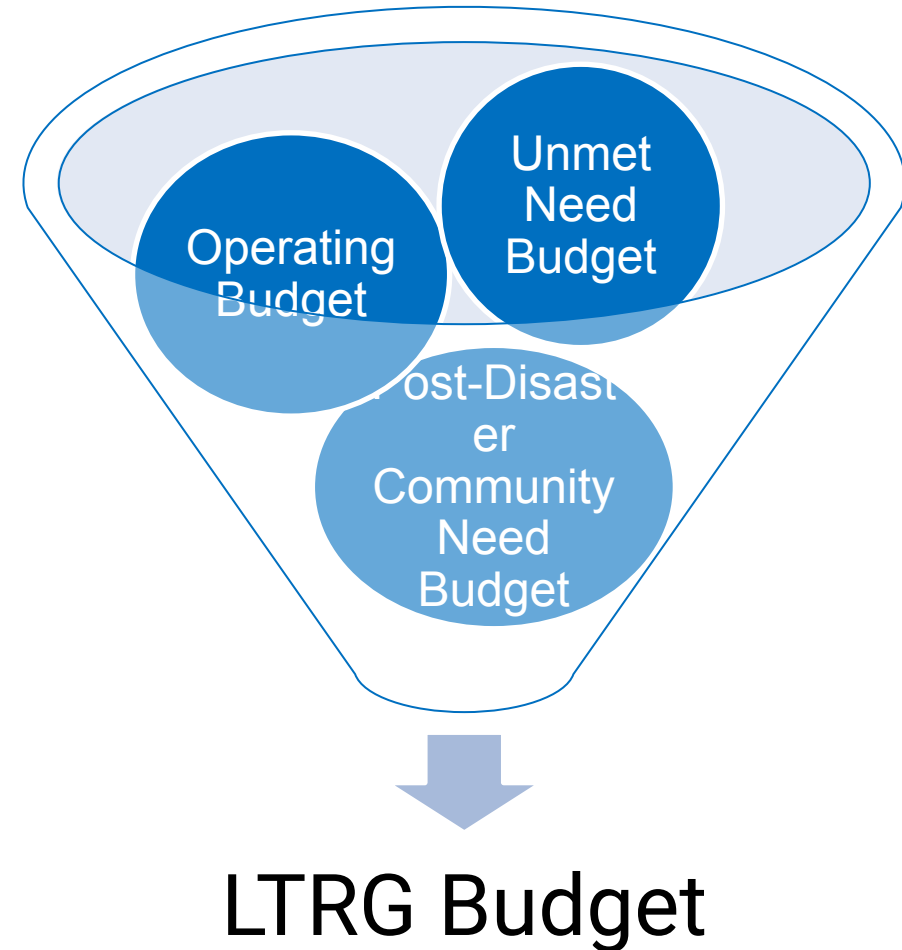 Unmet
Need
Budget
Operating
Budget
Post-Disast
er
Community
Need
Budget
LTRG Budget